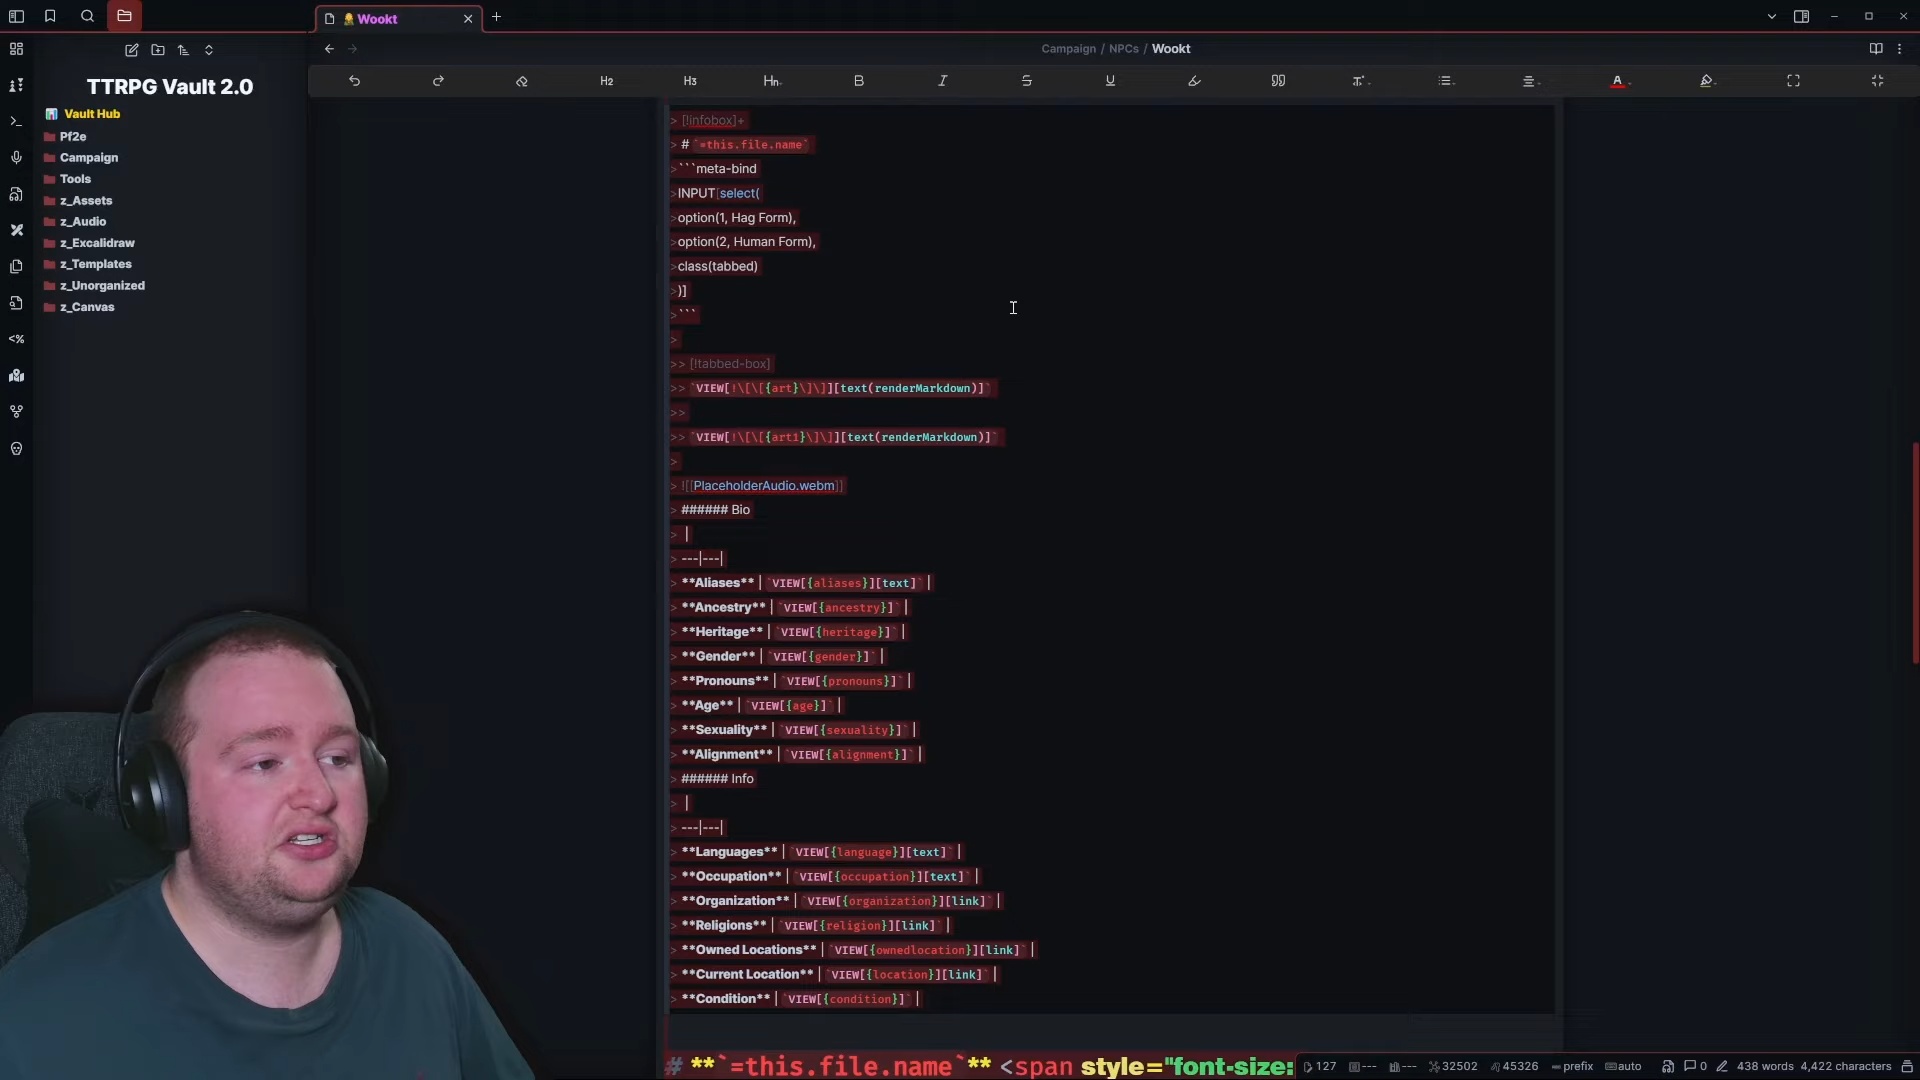 Wookt
TTRPG Vault 2.0
Vault Hub
Pf2e
Campaign
Tools
z_Assets
z_Audio
z_Excalidraw
z_Templates
z_Unorganized
z_Canvas
Campaign / NPCs / Wookt
H2 H3 Hn B I S U A
> [!infobox]+
> # `=this.file.name`
>```meta-bind
>INPUT[select(
>option(1, Hag Form),
>option(2, Human Form),
>class(tabbed)
>)]
>```
>
>> [!tabbed-box]
>> `VIEW[!\[\[{art}\]\]][text(renderMarkdown)]`
>>
>> `VIEW[!\[\[{art1}\]\]][text(renderMarkdown)]`
>
> ![[PlaceholderAudio.webm]]
> ###### Bio
> |
> ---|---|
> **Aliases** | `VIEW[{aliases}][text]` |
> **Ancestry** | `VIEW[{ancestry}]` |
> **Heritage** | `VIEW[{heritage}]` |
> **Gender** | `VIEW[{gender}]` |
> **Pronouns** | `VIEW[{pronouns}]` |
> **Age** | `VIEW[{age}]` |
> **Sexuality** | `VIEW[{sexuality}]` |
> **Alignment** | `VIEW[{alignment}]` |
> ###### Info
> |
> ---|---|
> **Languages** | `VIEW[{language}][text]` |
> **Occupation** | `VIEW[{occupation}][text]` |
> **Organization** | `VIEW[{organization}][link]` |
> **Religions** | `VIEW[{religion}][link]` |
> **Owned Locations** | `VIEW[{ownedlocation}][link]` |
> **Current Location** | `VIEW[{location}][link]` |
> **Condition** | `VIEW[{condition}]` |
# **`=this.file.name`** <span style="font-size:
127 --- --- 32502 45326 prefix auto 0 438 words 4,422 characters